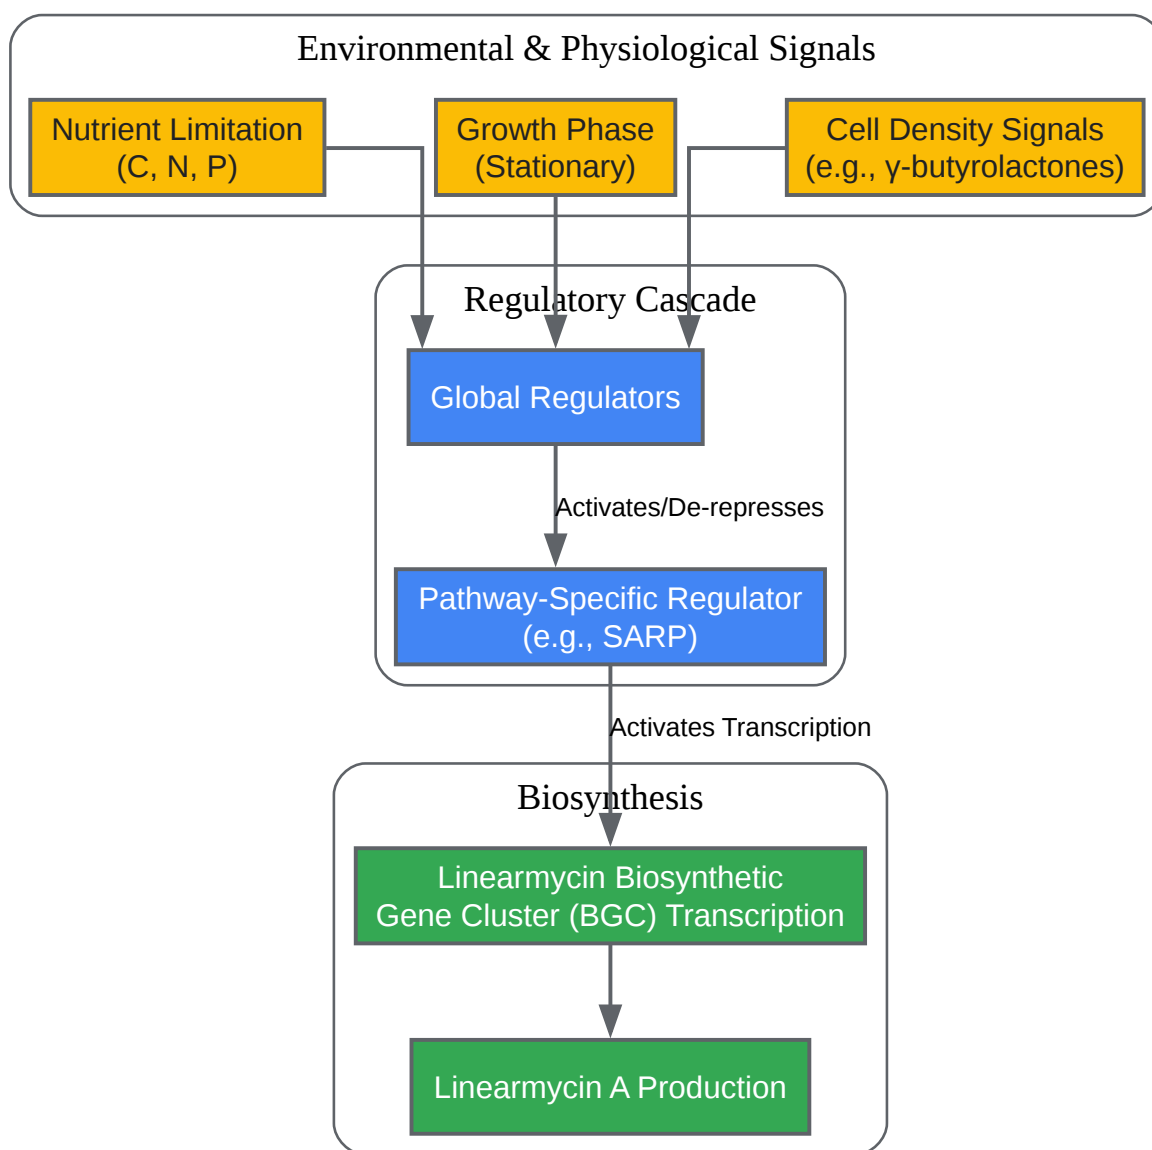 Environmental & Physiological Signals
Nutrient Limitation
(C, N, P)
Growth Phase
(Stationary)
Cell Density Signals
(e.g., γ-butyrolactones)
Regulatory Cascade
Global Regulators
Activates/De-represses
Pathway-Specific Regulator
(e.g., SARP)
Activates Transcription
Biosynthesis
Linearmycin Biosynthetic
Gene Cluster (BGC) Transcription
Linearmycin A Production